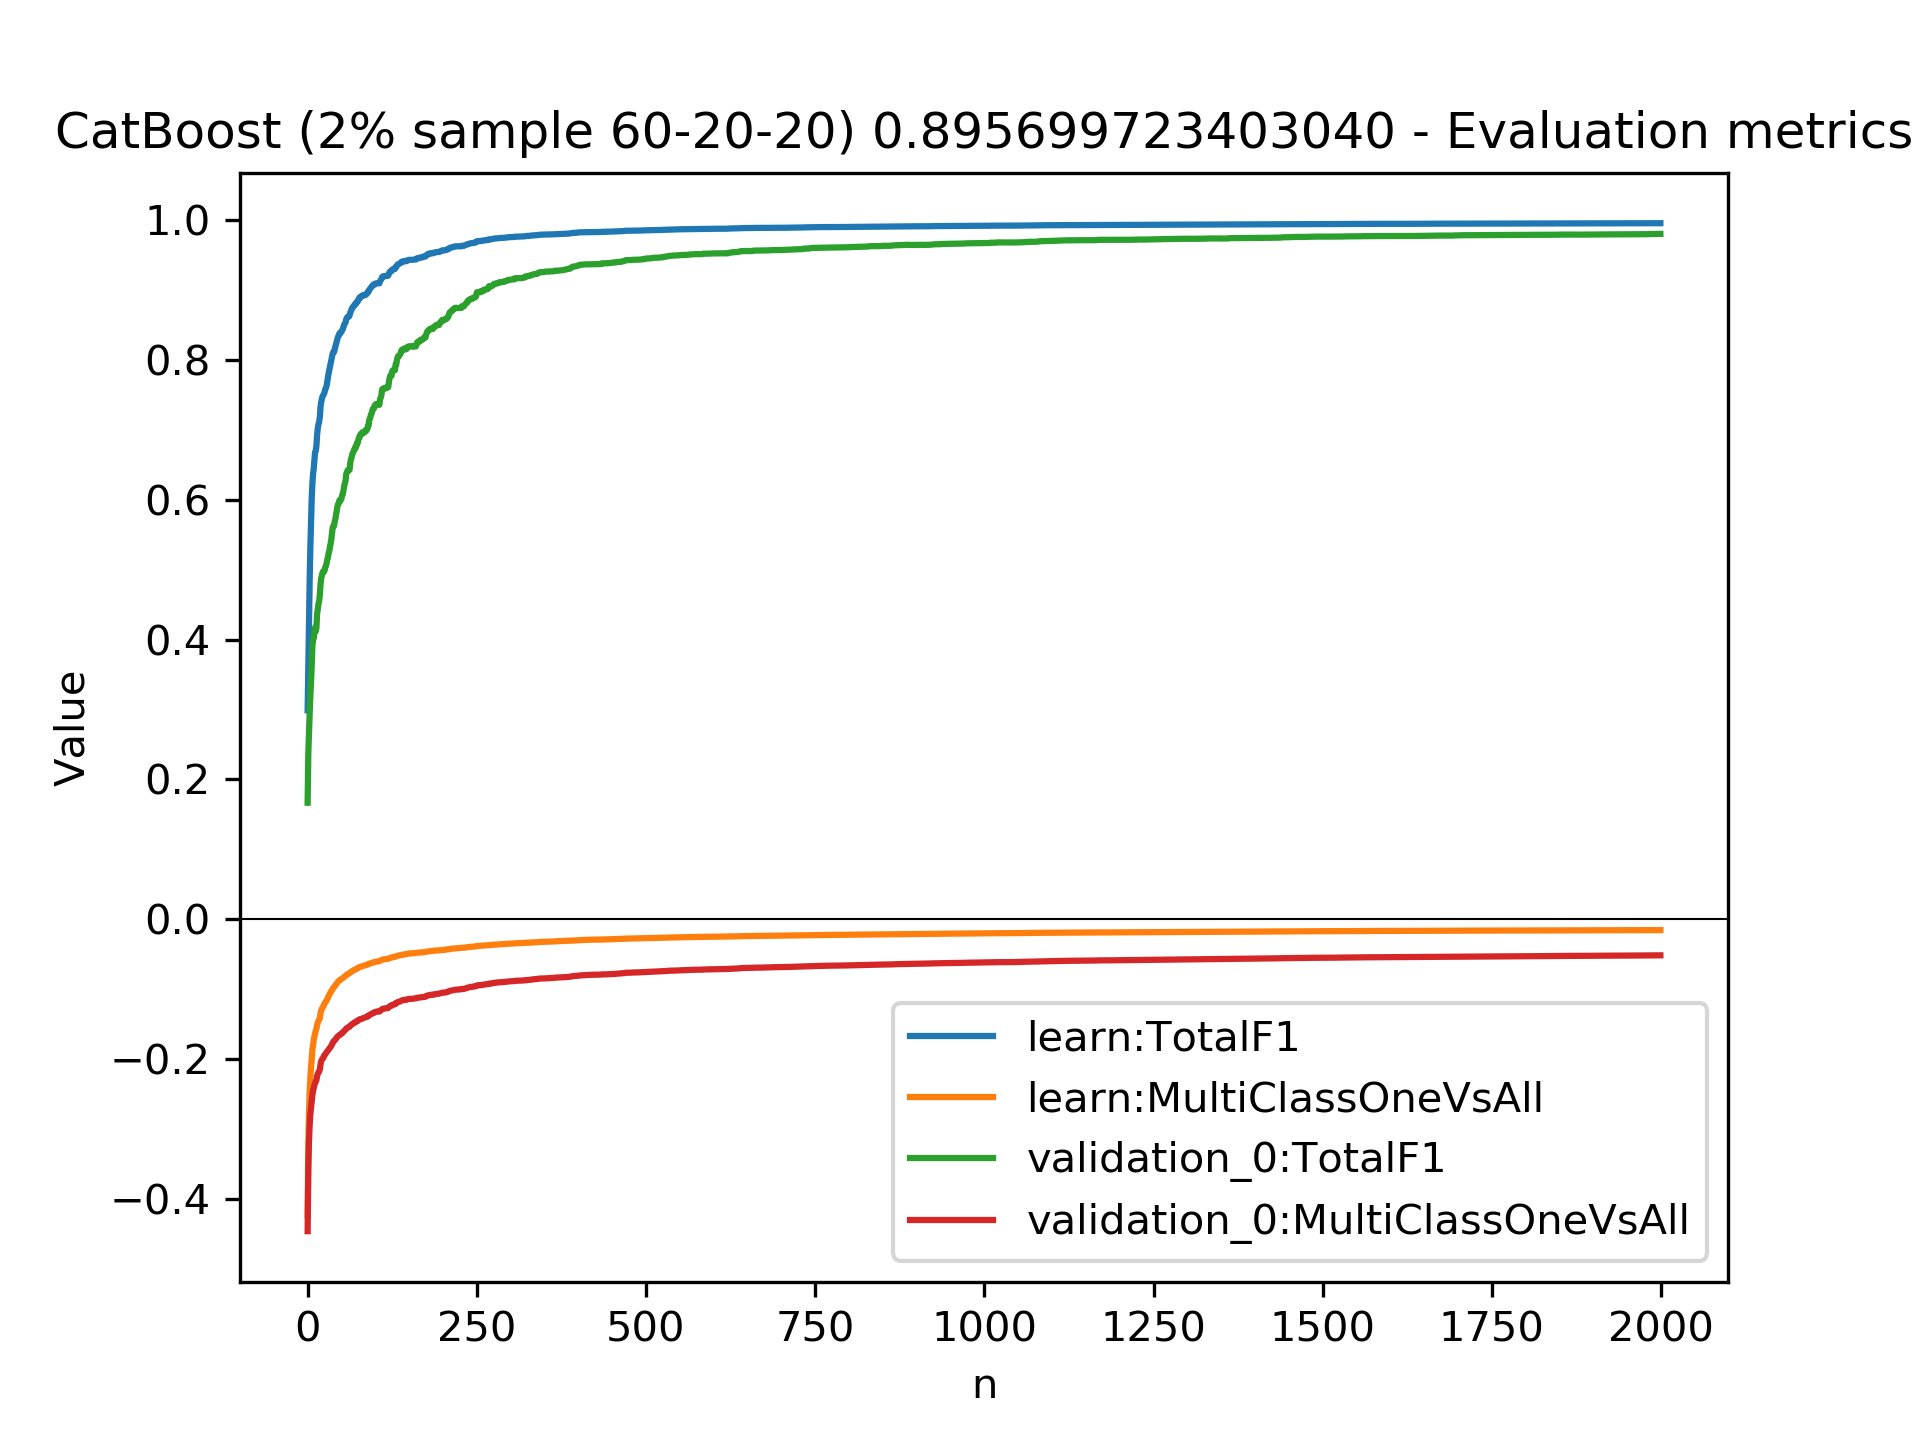 CatBoost (2% sample 60-20-20) 0.895699723403040 - Evaluation metrics
1.0
0.8
0.6
0.4
0.2
0.0
−0.2
−0.4
Value
learn:TotalF1
learn:MultiClassOneVsAll
validation_0:TotalF1
validation_0:MultiClassOneVsAll
0 250 500 750 1000 1250 1500 1750 2000
n